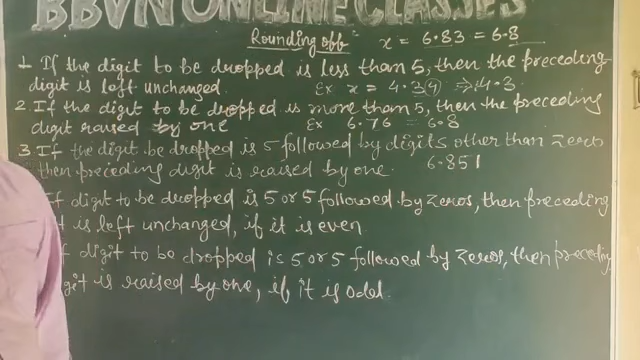 BBVN ONLINE CLASSES
Rounding off x = 6.83 = 6.8
1. If the digit to be dropped is less than 5, then the preceding
digit is left unchanged. Ex x = 4.34 ⇒ 4.3
2. If the digit to be dropped is more than 5, then the preceding
digit raised by one Ex 6.76 = 6.8
3. If the digit be dropped is 5 followed by digits other than zero
then preceding digit is raised by one. 6.851
If digit to be dropped is 5 or 5 followed by zeros, then preceding
is left unchanged, if it is even.
digit to be dropped is 5 or 5 followed by zeros, then preceding
is raised by one, if it is odd.